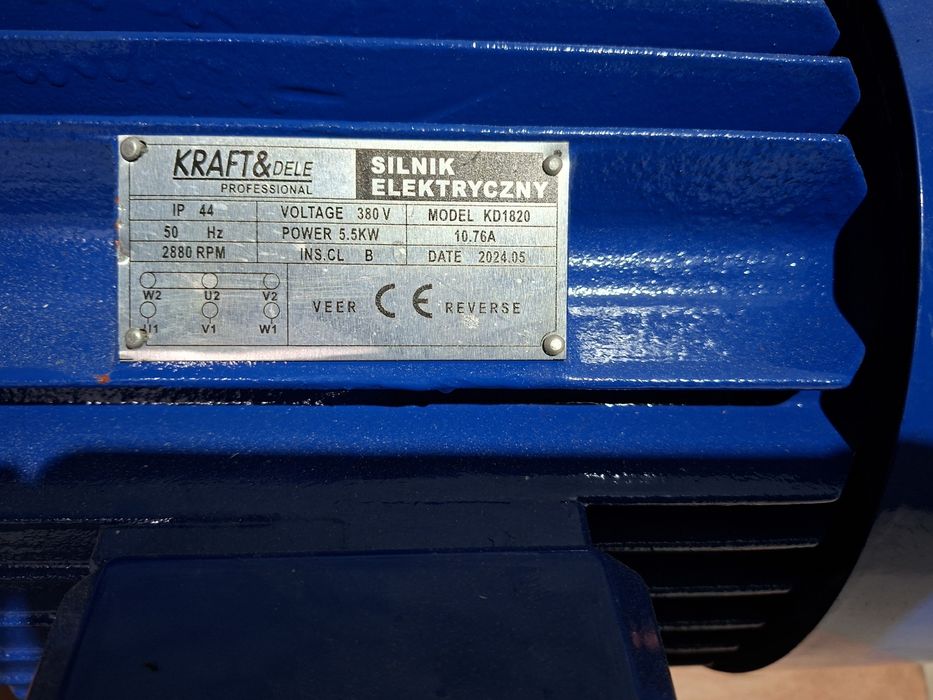 KRAFT&DELE
PROFESSIONAL
SILNIK
ELEKTRYCZNY
IP 44 VOLTAGE 380 V MODEL KD1820
50 Hz POWER 5.5KW 10.76A
2880 RPM INS.CL B DATE 2024.05
W2 U2 V2
U1 V1 W1
VEER CE REVERSE